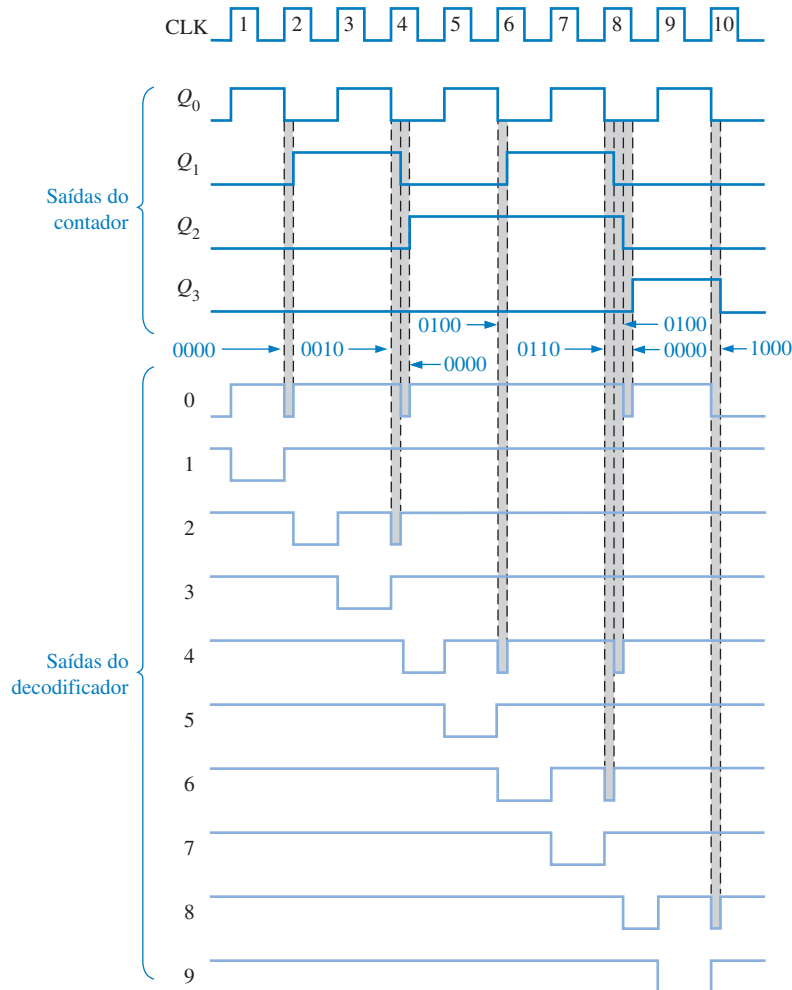 CLK 1 2 3 4 5 6 7 8 9 10
Q0
Q1
Saídas do
contador
Q2
Q3
0100 0100
0000 0010 0000 0110 0000 1000
0
1
2
3
4
Saídas do
decodificador
5
6
7
8
9